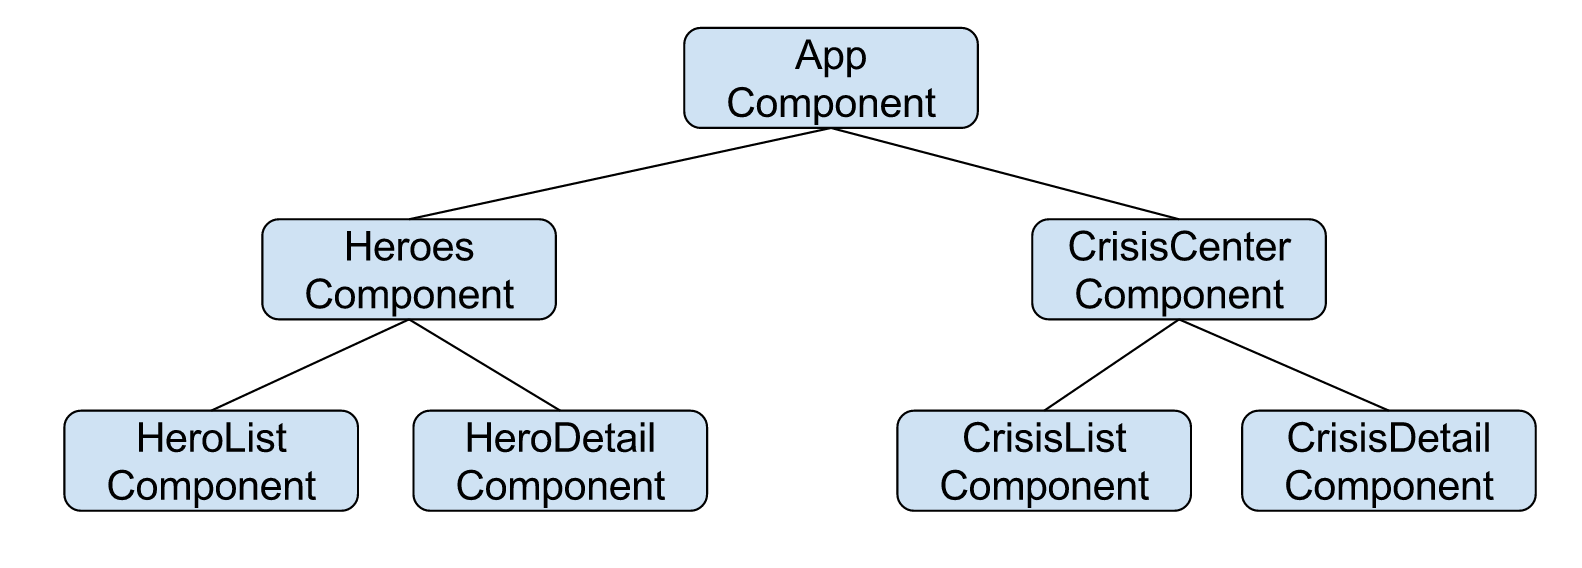 App
Component
Heroes
Component
CrisisCenter
Component
HeroList
Component
HeroDetail
Component
CrisisList
Component
CrisisDetail
Component